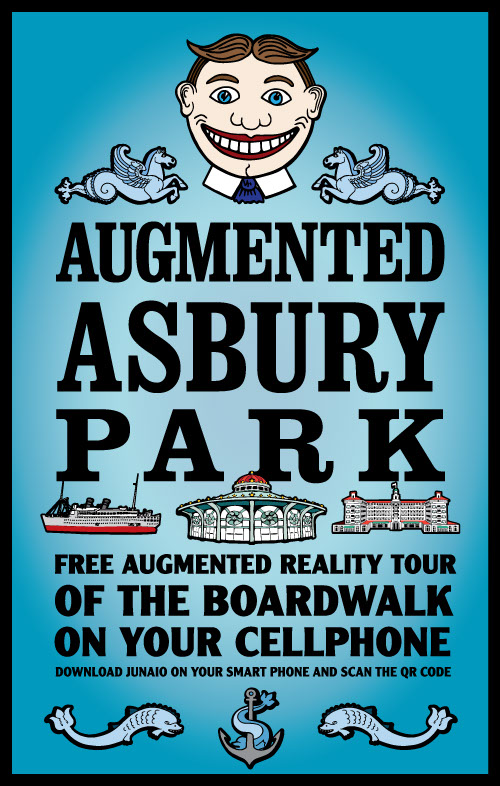 AUGMENTED
ASBURY
PARK
FREE AUGMENTED REALITY TOUR
OF THE BOARDWALK
ON YOUR CELLPHONE
DOWNLOAD JUNAIO ON YOUR SMART PHONE AND SCAN THE QR CODE